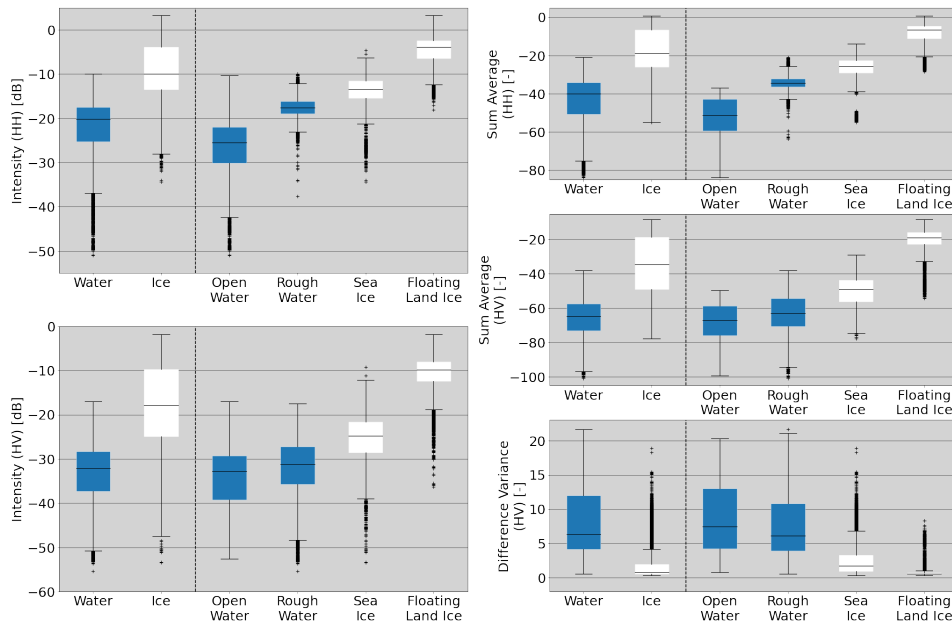 Intensity (HH) [dB]
0
−10
−20
−30
−40
−50
Water
Ice
Open
Water
Rough
Water
Sea
Ice
Floating
Land Ice
Intensity (HV) [dB]
0
−10
−20
−30
−40
−50
−60
Water
Ice
Open
Water
Rough
Water
Sea
Ice
Floating
Land Ice
Sum Average
(HH) [-]
0
−20
−40
−60
−80
Water
Ice
Open
Water
Rough
Water
Sea
Ice
Floating
Land Ice
Sum Average
(HV) [-]
−20
−40
−60
−80
−100
Water
Ice
Open
Water
Rough
Water
Sea
Ice
Floating
Land Ice
Difference Variance
(HV) [-]
20
15
10
5
0
Water
Ice
Open
Water
Rough
Water
Sea
Ice
Floating
Land Ice